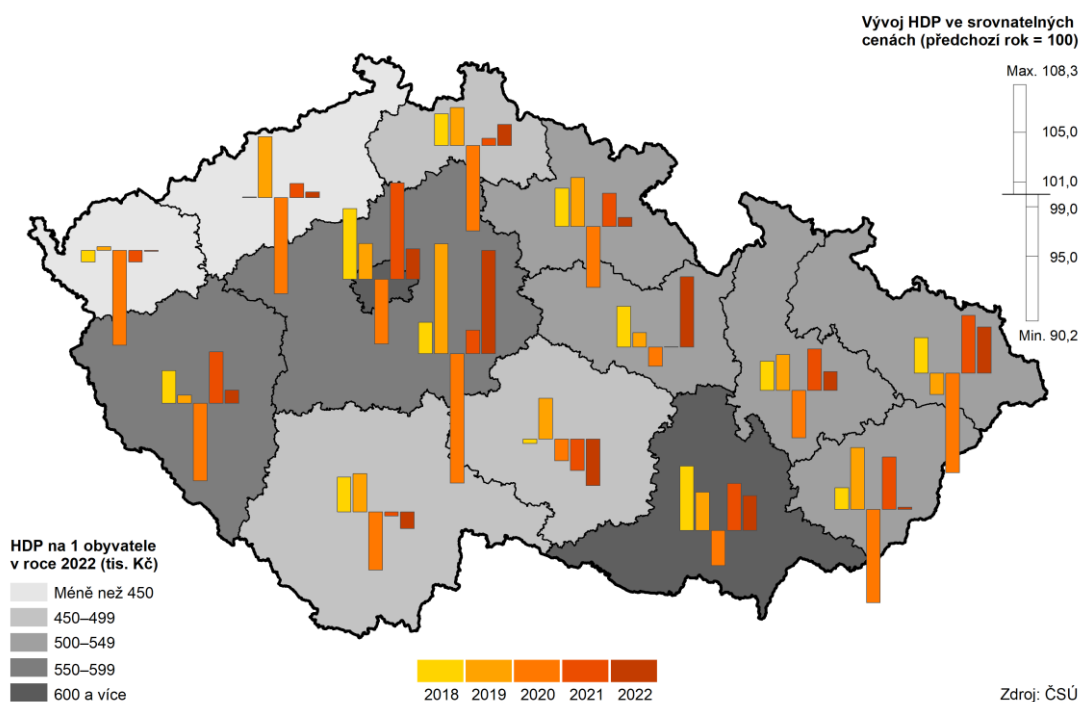 Vývoj HDP ve srovnatelných
cenách (předchozí rok = 100)
Max. 108,3
105,0
101,0
99,0
95,0
Min. 90,2
HDP na 1 obyvatele
v roce 2022 (tis. Kč)
Méně než 450
450–499
500–549
550–599
600 a více
2018 2019 2020 2021 2022
Zdroj: ČSÚ